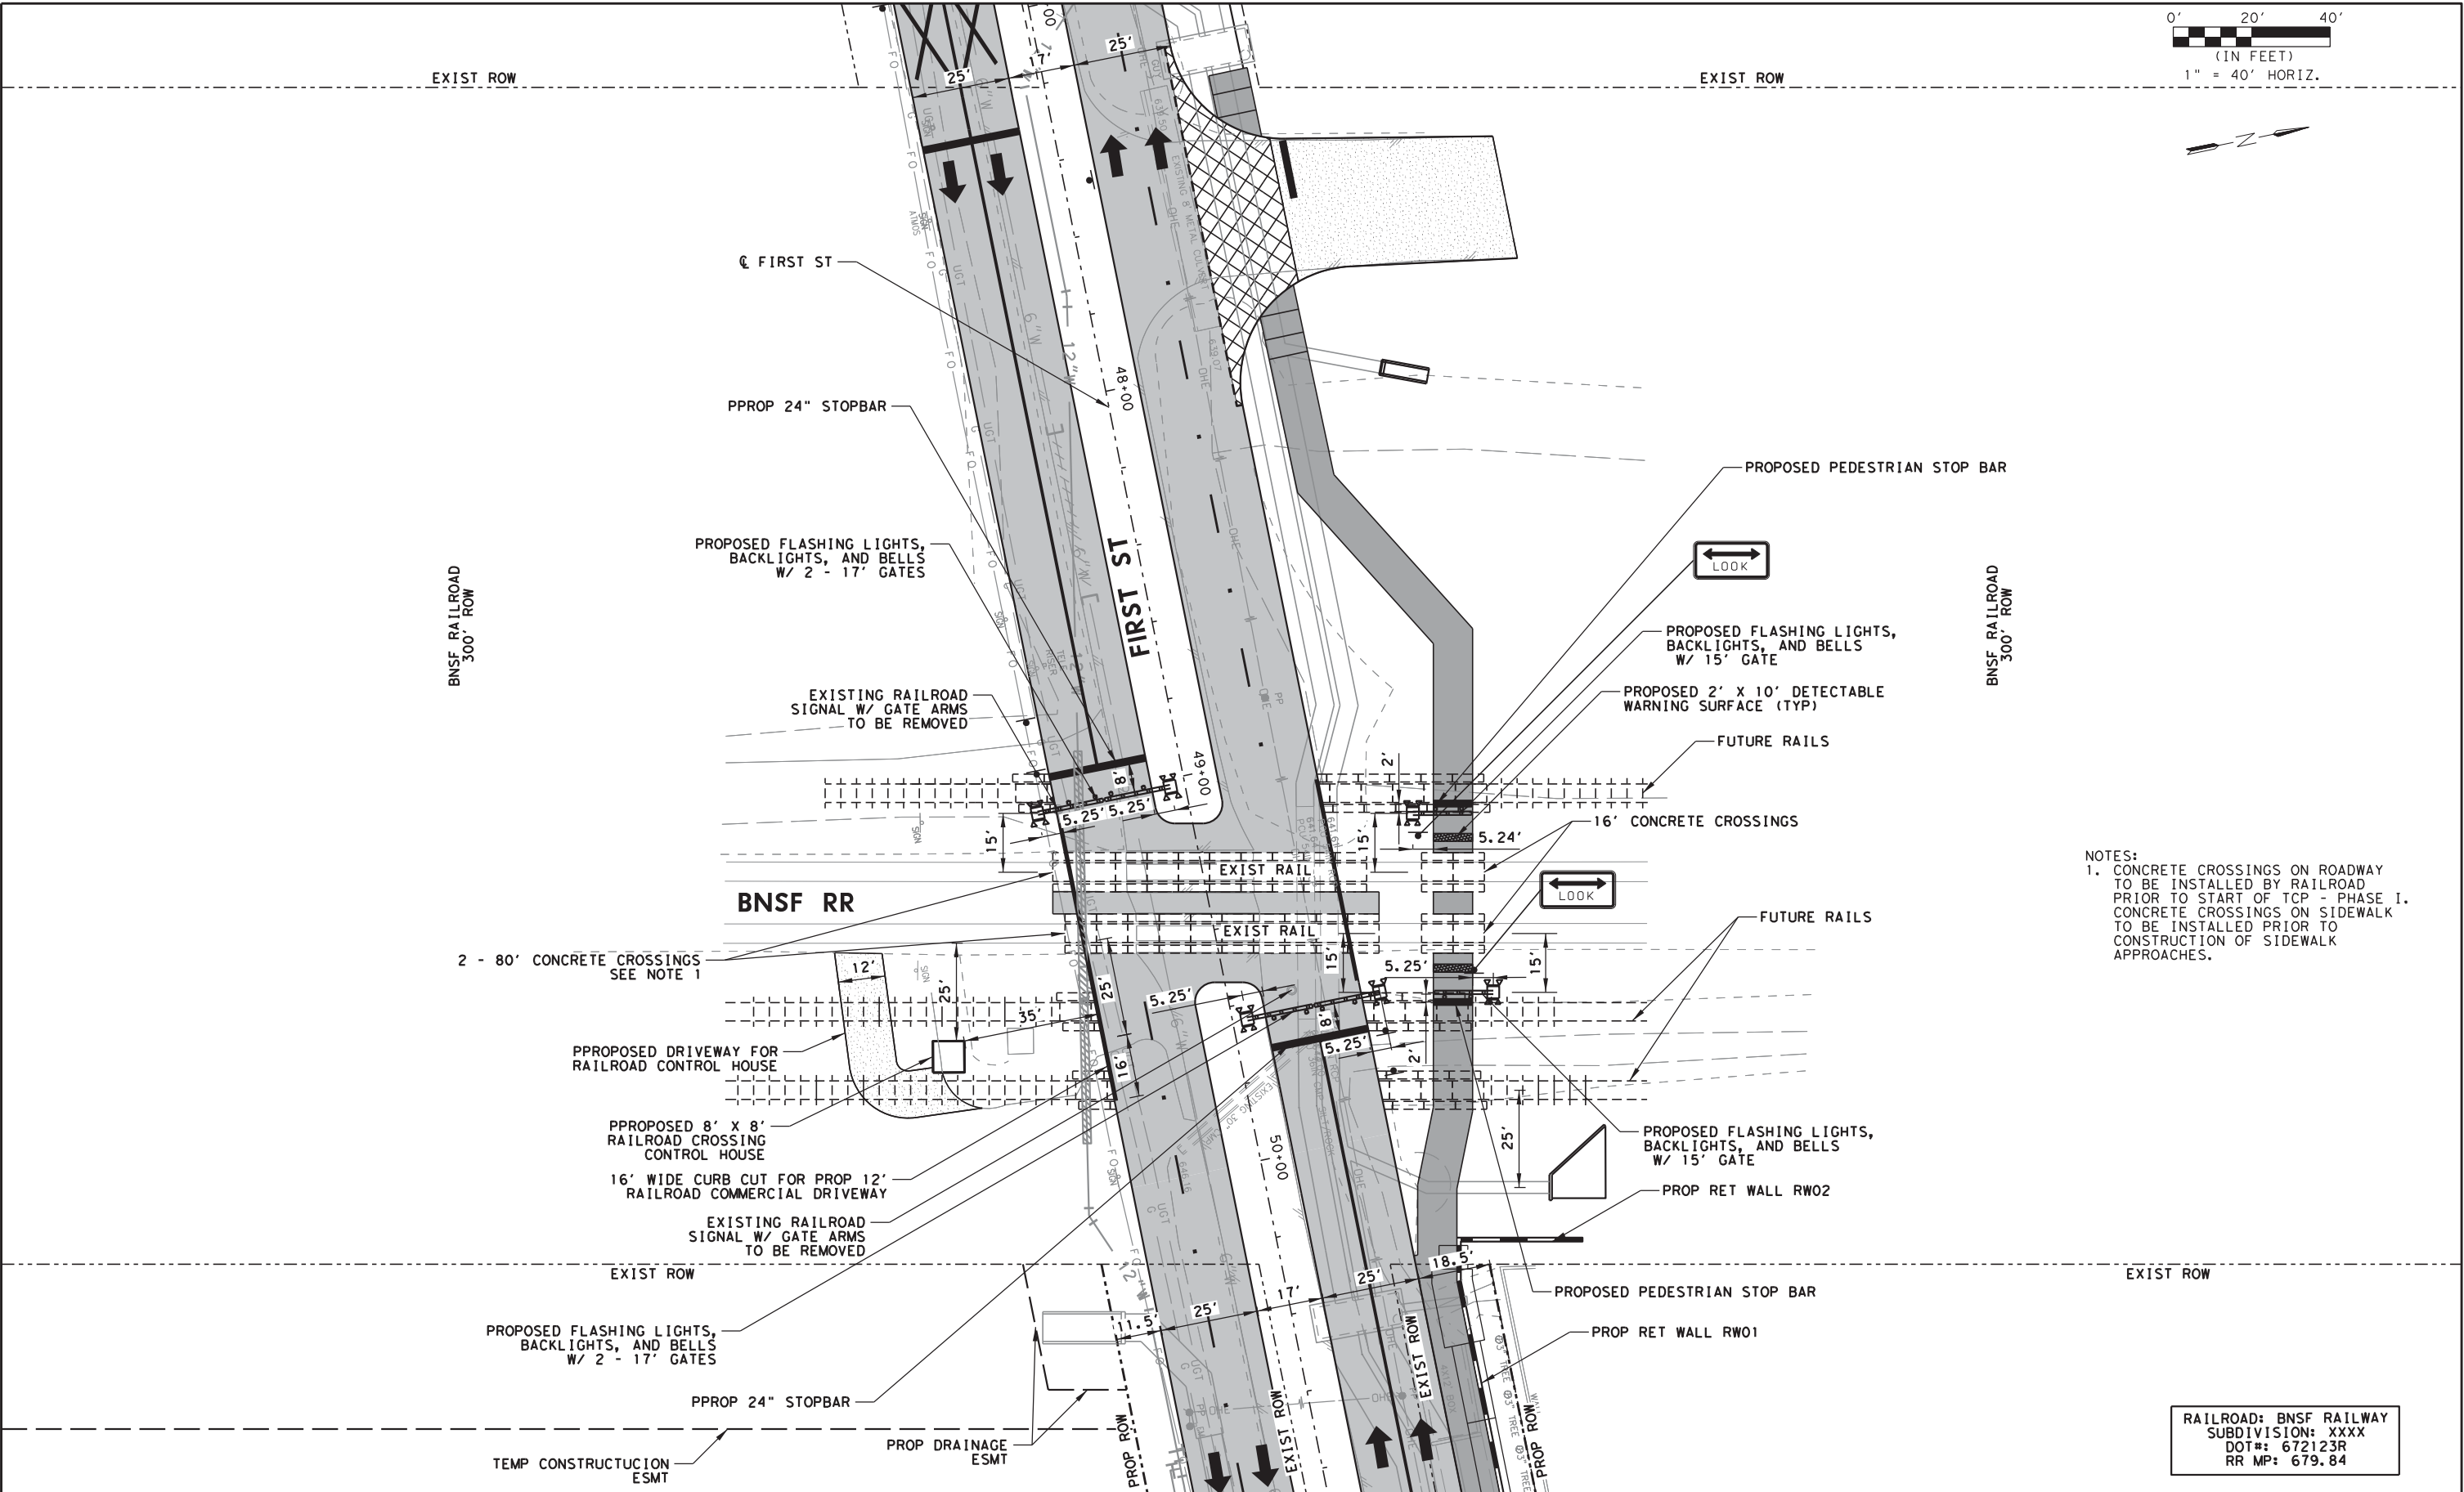 0' 20' 40'
(IN FEET)
1" = 40' HORIZ.
EXIST ROW
EXIST ROW
N
25'
17'
25'
℄ FIRST ST
48+00
PPROP 24" STOPBAR
FIRST ST
PROPOSED FLASHING LIGHTS,
BACKLIGHTS, AND BELLS
W/ 2 - 17' GATES
BNSF RAILROAD
300' ROW
EXISTING RAILROAD
SIGNAL W/ GATE ARMS
TO BE REMOVED
PROPOSED PEDESTRIAN STOP BAR
LOOK
PROPOSED FLASHING LIGHTS,
BACKLIGHTS, AND BELLS
W/ 15' GATE
PROPOSED 2' X 10' DETECTABLE
WARNING SURFACE (TYP)
FUTURE RAILS
BNSF RAILROAD
300' ROW
49+00
8'
5.25'
5.25'
15'
15'
2'
5.24'
16' CONCRETE CROSSINGS
EXIST RAIL
BNSF RR
LOOK
EXIST RAIL
FUTURE RAILS
NOTES:
1. CONCRETE CROSSINGS ON ROADWAY
TO BE INSTALLED BY RAILROAD
PRIOR TO START OF TCP - PHASE I.
CONCRETE CROSSINGS ON SIDEWALK
TO BE INSTALLED PRIOR TO
CONSTRUCTION OF SIDEWALK
APPROACHES.
2 - 80' CONCRETE CROSSINGS
SEE NOTE 1
12'
25'
35'
25'
16'
5.25'
15'
5.25'
15'
8'
5.25'
2'
25'
PPROPOSED DRIVEWAY FOR
RAILROAD CONTROL HOUSE
PPROPOSED 8' X 8'
RAILROAD CROSSING
CONTROL HOUSE
16' WIDE CURB CUT FOR PROP 12'
RAILROAD COMMERCIAL DRIVEWAY
EXISTING RAILROAD
SIGNAL W/ GATE ARMS
TO BE REMOVED
50+00
PROPOSED FLASHING LIGHTS,
BACKLIGHTS, AND BELLS
W/ 15' GATE
PROP RET WALL RW02
EXIST ROW
EXIST ROW
18.5'
25'
17'
25'
11.5'
PROPOSED PEDESTRIAN STOP BAR
PROP RET WALL RW01
PROPOSED FLASHING LIGHTS,
BACKLIGHTS, AND BELLS
W/ 2 - 17' GATES
PPROP 24" STOPBAR
PROP DRAINAGE
ESMT
TEMP CONSTRUCTUCION
ESMT
PROP ROW
EXIST ROW
EXIST ROW
PROP ROW
RAILROAD: BNSF RAILWAY
SUBDIVISION: XXXX
DOT#: 672123R
RR MP: 679.84